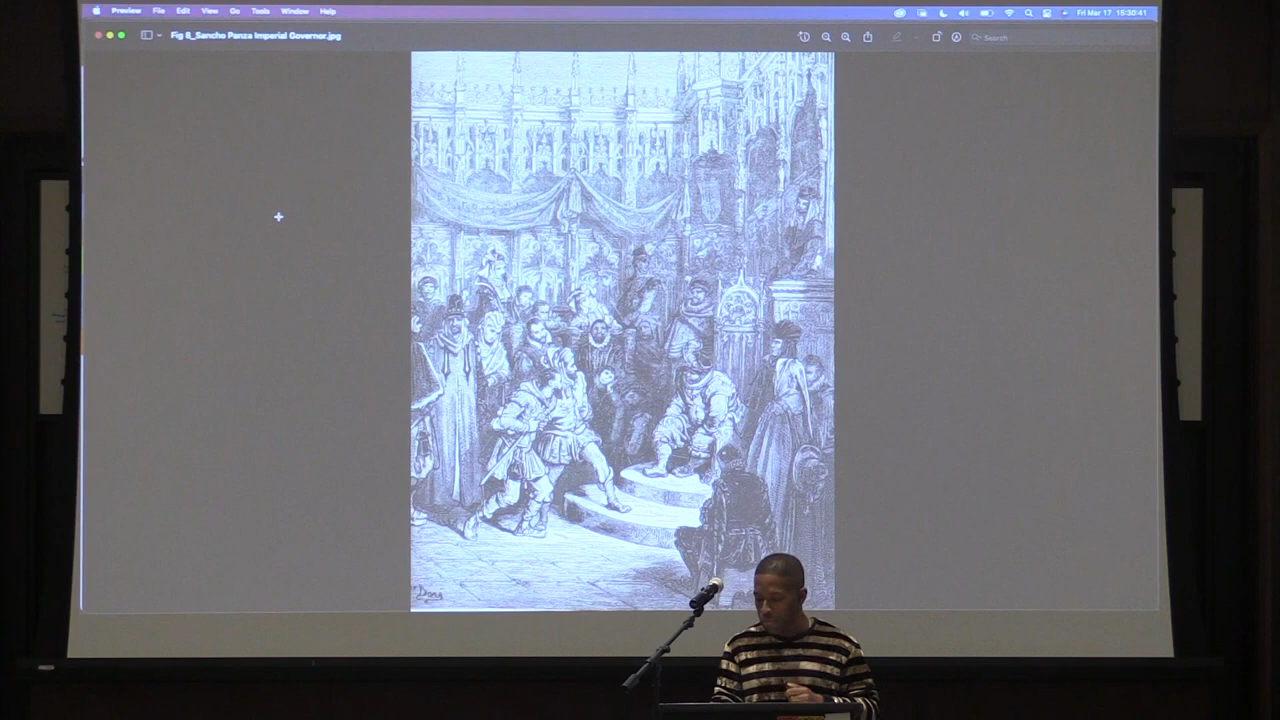 Preview File Edit View Go Tools Window Help Fri Mar 17 15:30:41
Fig 8_Sancho Panza Imperial Governor.jpg Search
Doré